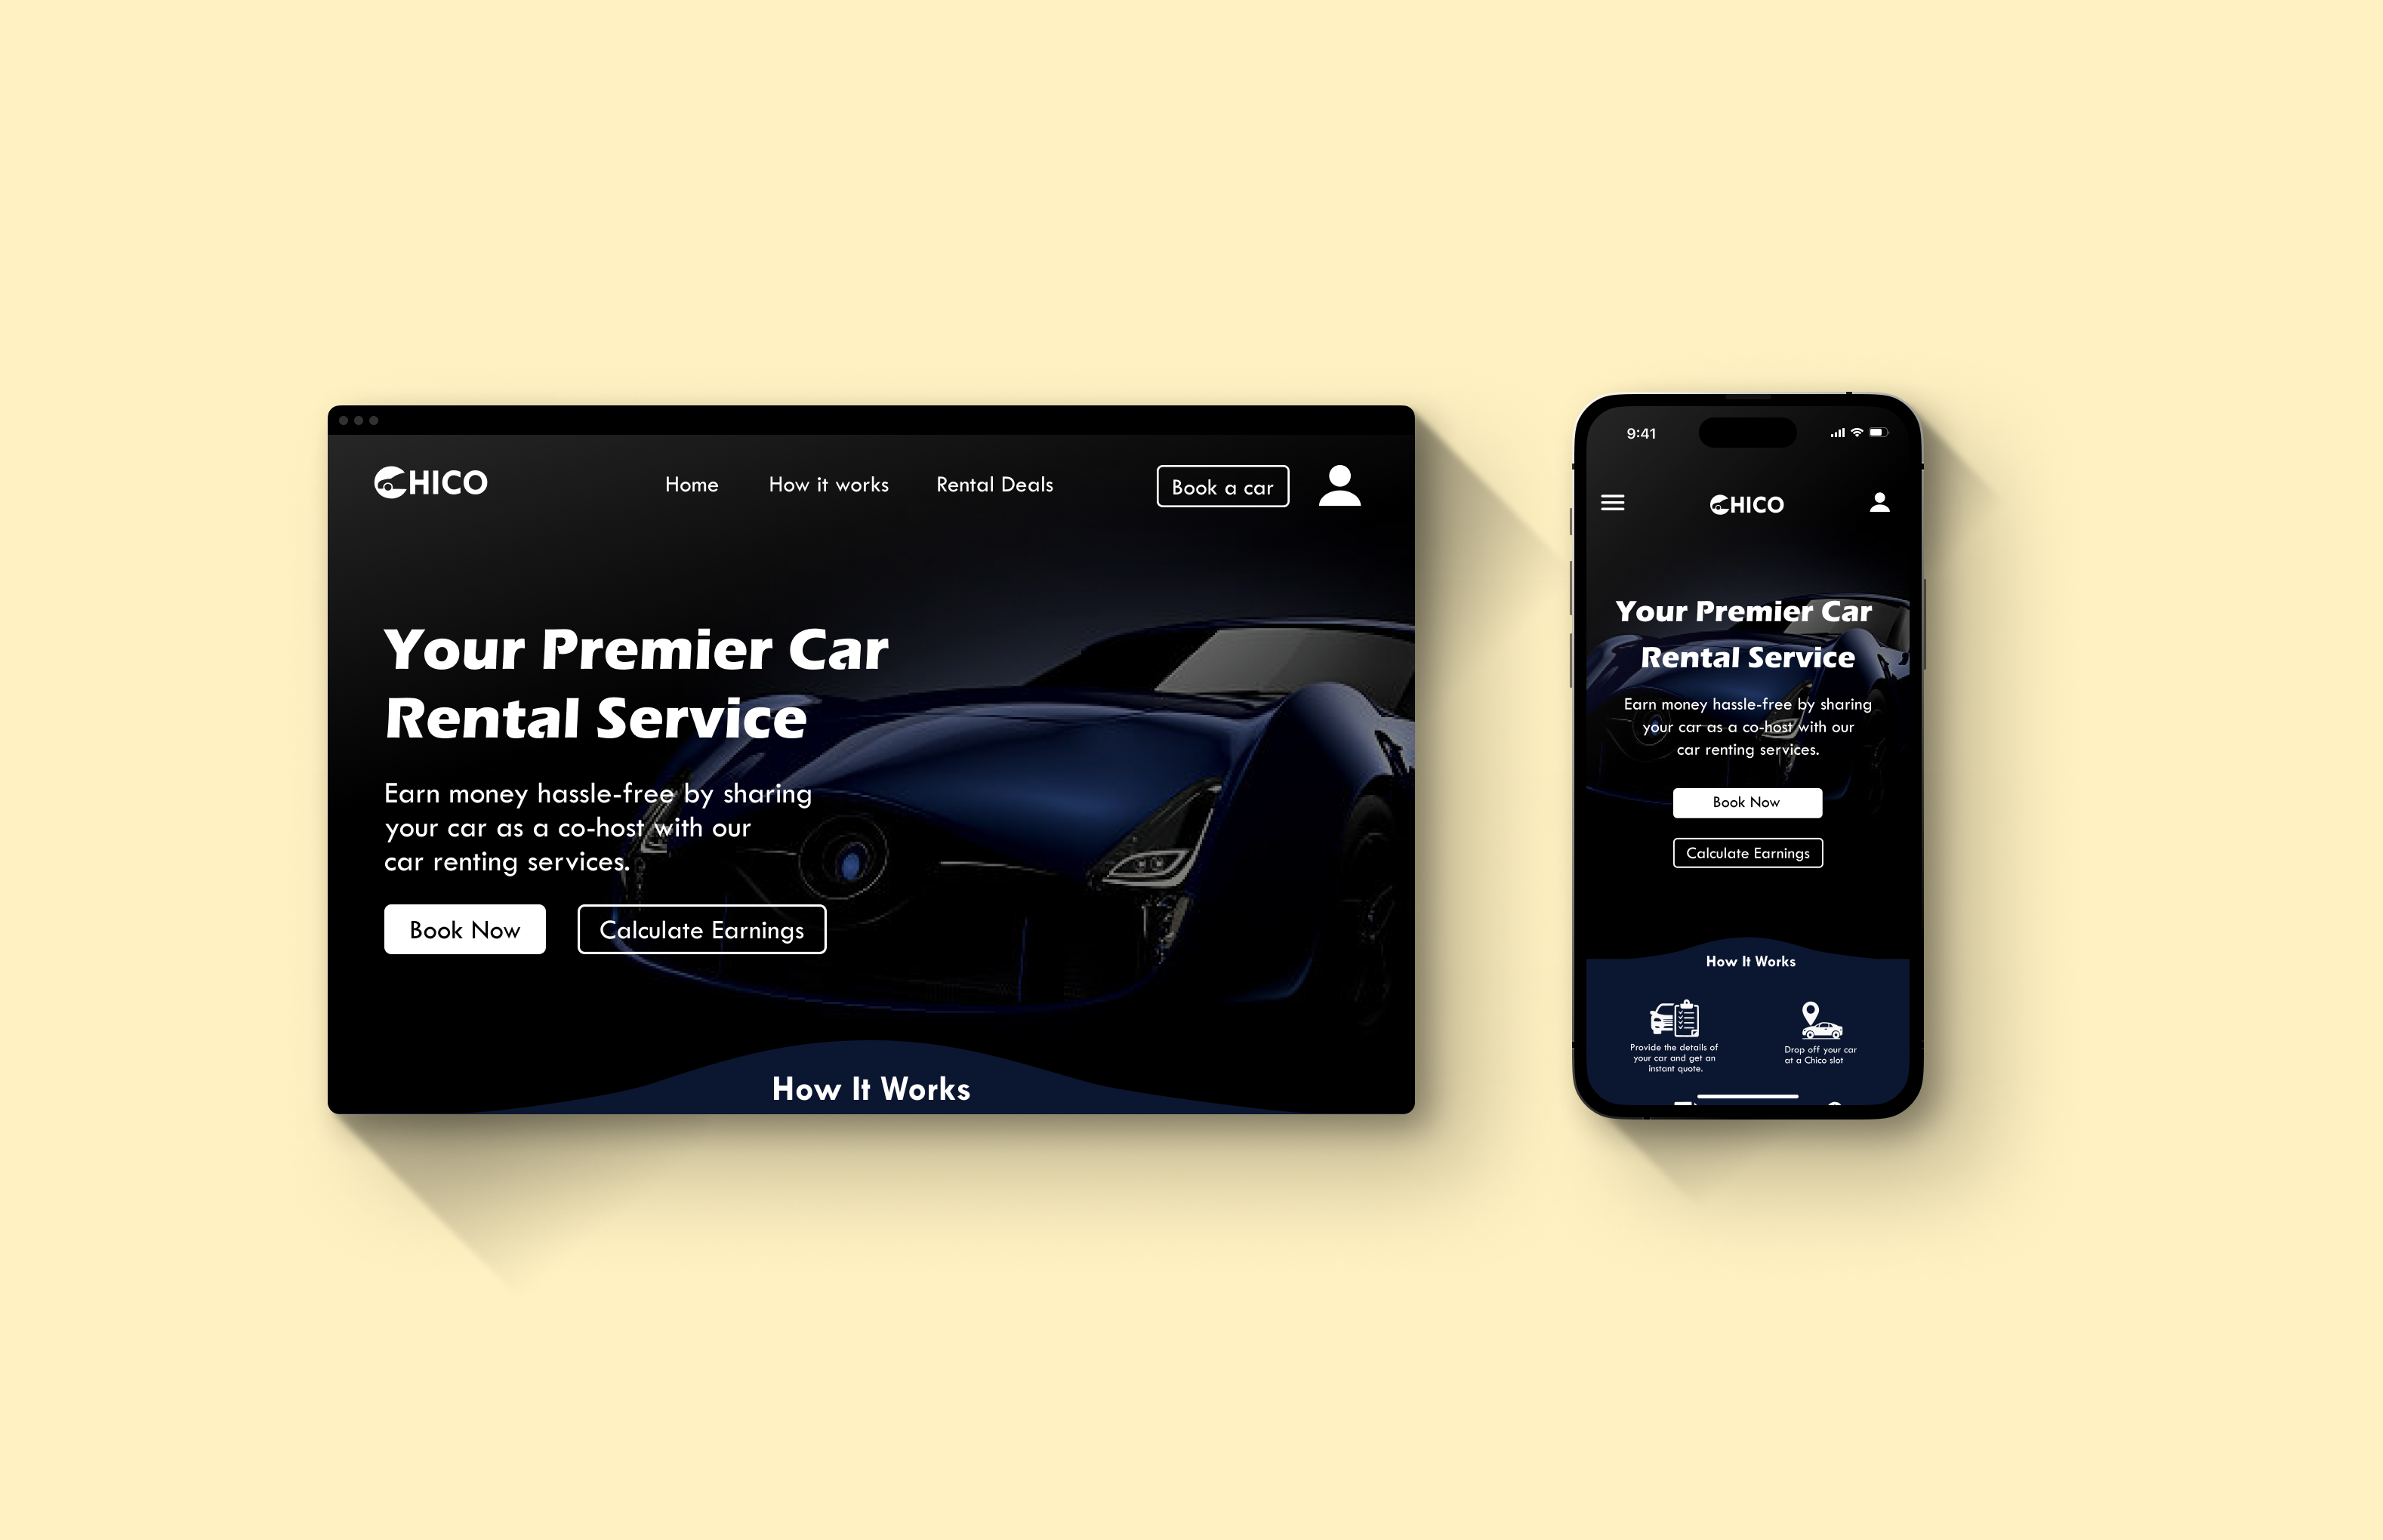 CHICO
Home
How it works
Rental Deals
Book a car
Your Premier Car
Rental Service
Earn money hassle-free by sharing
your car as a co-host with our
car renting services.
Book Now
Calculate Earnings
How It Works
9:41
CHICO
Your Premier Car
Rental Service
Earn money hassle-free by sharing
your car as a co-host with our
car renting services.
Book Now
Calculate Earnings
How It Works
Provide the details of
your car and get an
instant quote.
Drop off your car
at a Chico slot